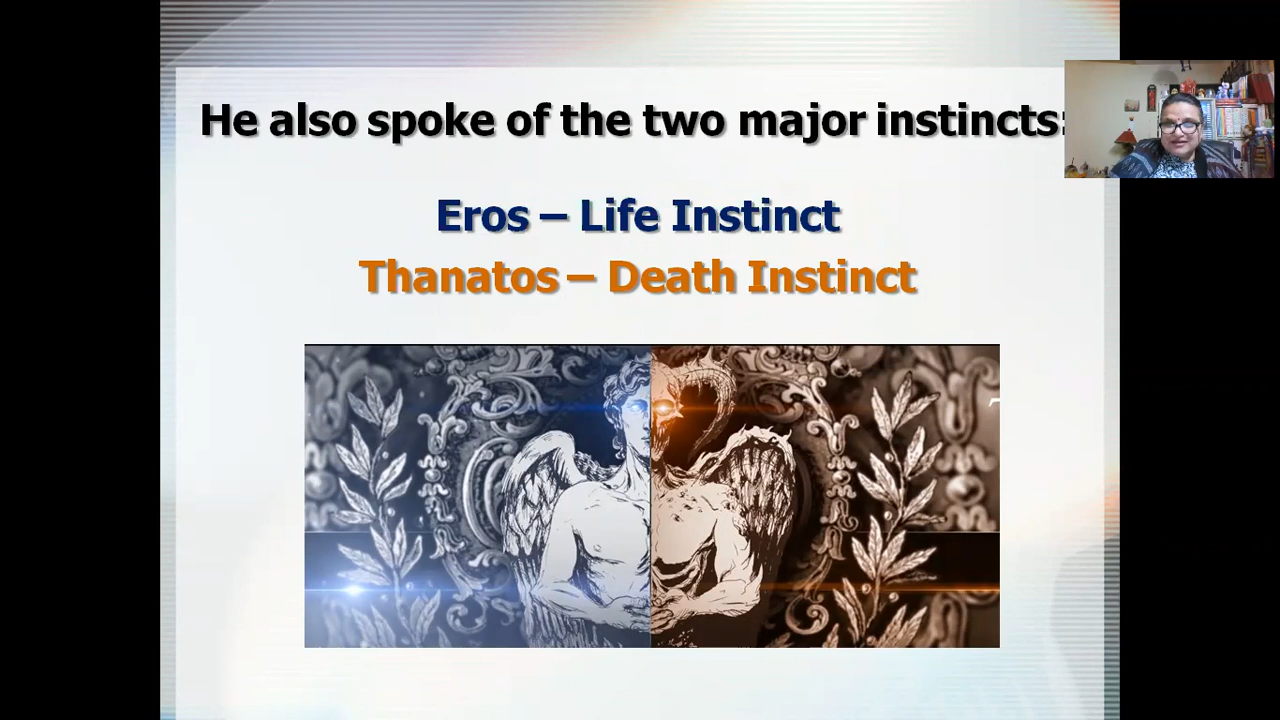 He also spoke of the two major instincts:
Eros – Life Instinct
Thanatos – Death Instinct